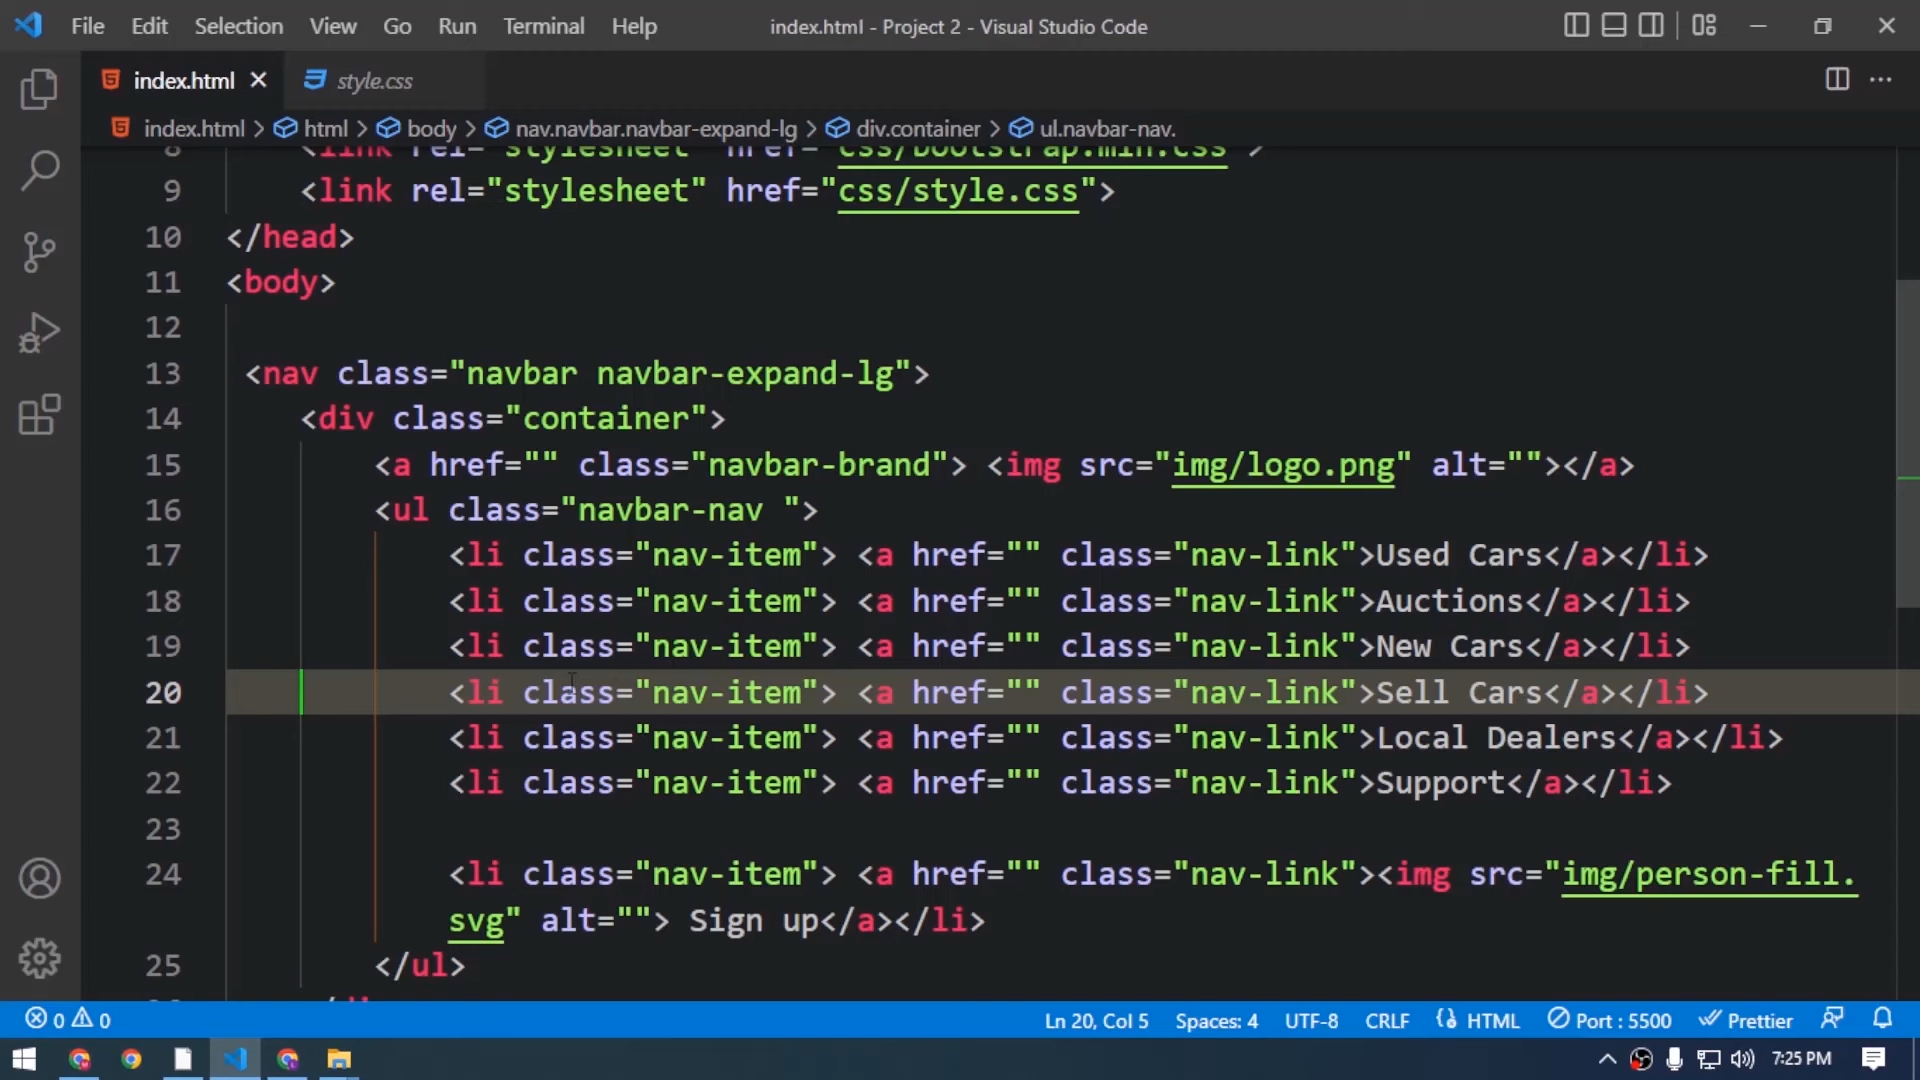 File Edit Selection View Go Run Terminal Help index.html - Project 2 - Visual Studio Code
index.html style.css
index.html > html > body > nav.navbar.navbar-expand-lg > div.container > ul.navbar-nav.
8 <link rel="stylesheet" href="css/bootstrap.min.css">
9 <link rel="stylesheet" href="css/style.css">
10 </head>
11 <body>
12
13 <nav class="navbar navbar-expand-lg">
14 <div class="container">
15 <a href="" class="navbar-brand"> <img src="img/logo.png" alt=""></a>
16 <ul class="navbar-nav ">
17 <li class="nav-item"> <a href="" class="nav-link">Used Cars</a></li>
18 <li class="nav-item"> <a href="" class="nav-link">Auctions</a></li>
19 <li class="nav-item"> <a href="" class="nav-link">New Cars</a></li>
20 <li class="nav-item"> <a href="" class="nav-link">Sell Cars</a></li>
21 <li class="nav-item"> <a href="" class="nav-link">Local Dealers</a></li>
22 <li class="nav-item"> <a href="" class="nav-link">Support</a></li>
23
24 <li class="nav-item"> <a href="" class="nav-link"><img src="img/person-fill.
svg" alt=""> Sign up</a></li>
25 </ul>
0 0 Ln 20, Col 5 Spaces: 4 UTF-8 CRLF HTML Port : 5500 Prettier
7:25 PM